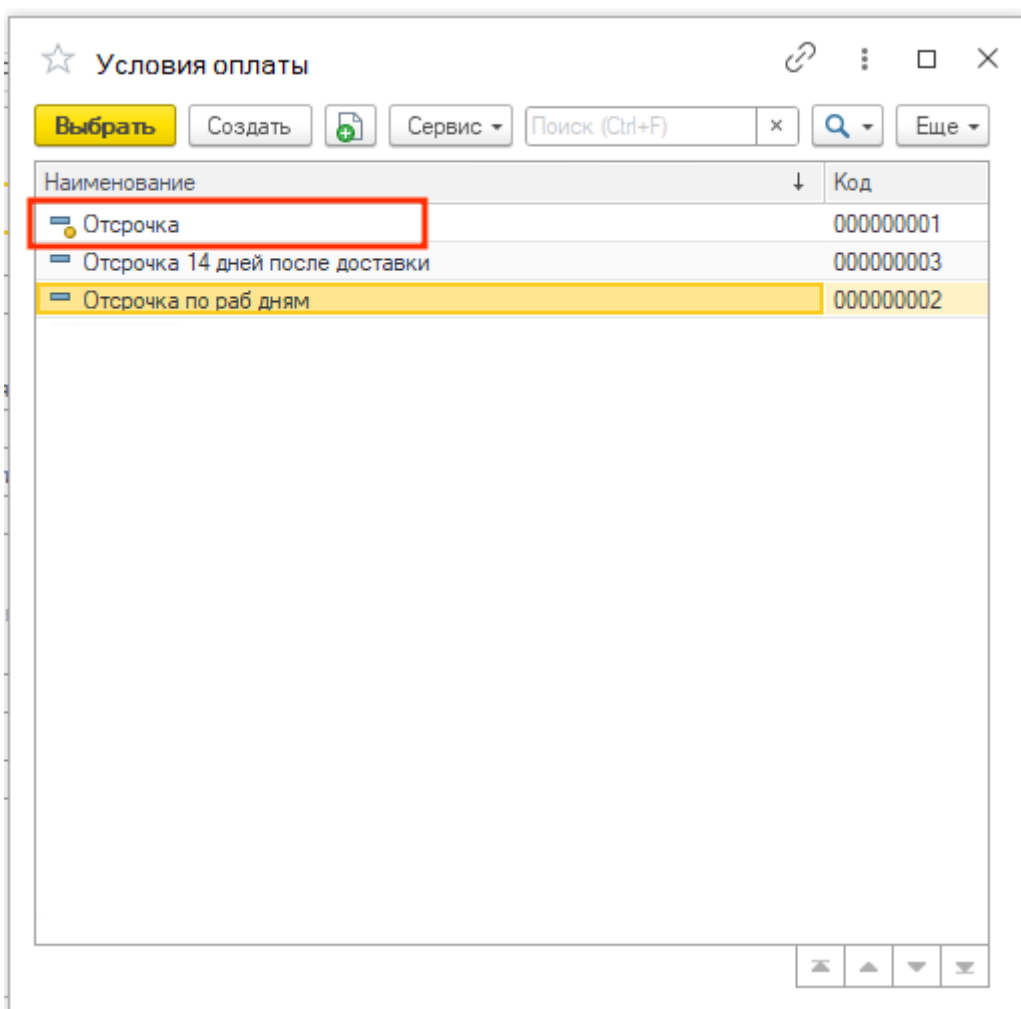 Условия оплаты
Выбрать Создать Сервис Поиск (Ctrl+F) × Еще
Наименование ↓ Код
Отсрочка 000000001
Отсрочка 14 дней после доставки 000000003
Отсрочка по раб дням 000000002